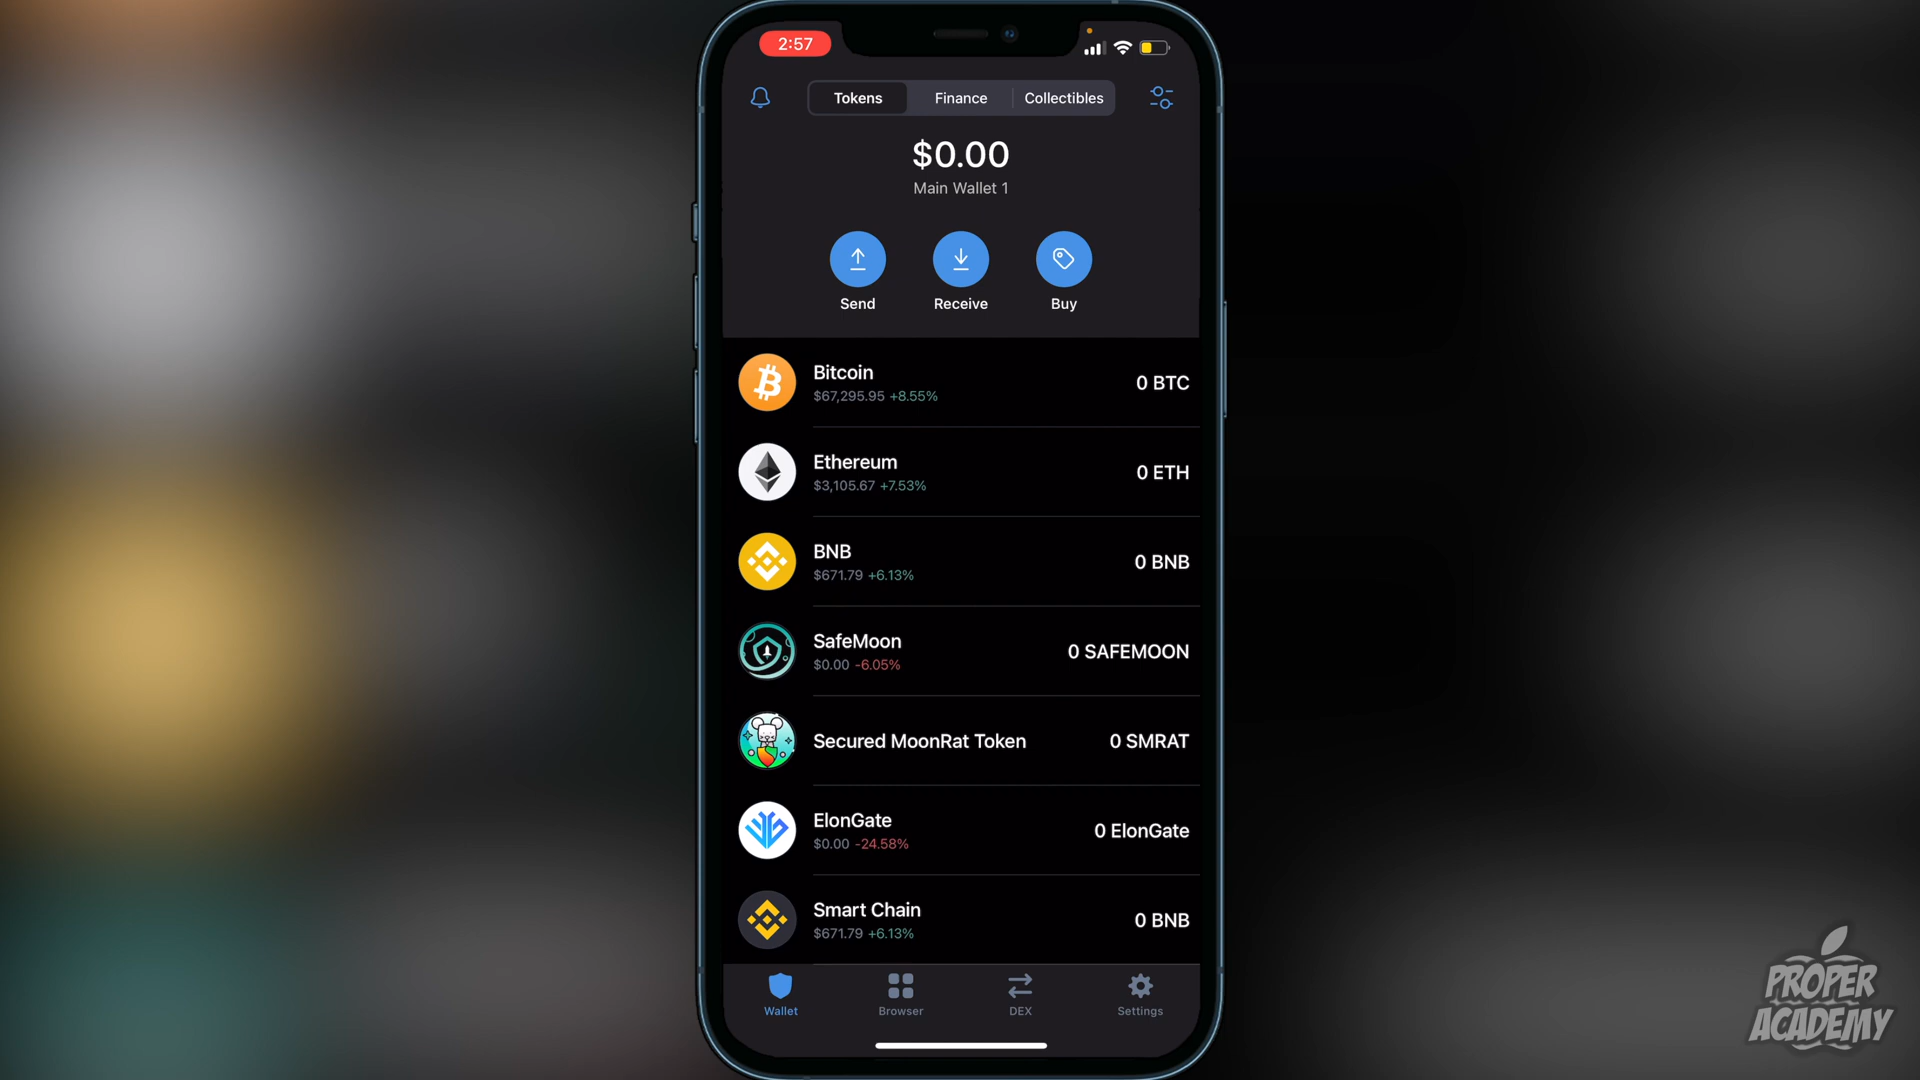 2:57
Tokens
Finance
Collectibles
$0.00
Main Wallet 1
Send
Receive
Buy
Bitcoin
$67,295.95 +8.55%
0 BTC
Ethereum
$3,105.67 +7.53%
0 ETH
BNB
$671.79 +6.13%
0 BNB
SafeMoon
$0.00 -6.05%
0 SAFEMOON
Secured MoonRat Token
0 SMRAT
ElonGate
$0.00 -24.58%
0 ElonGate
Smart Chain
$671.79 +6.13%
0 BNB
Wallet
Browser
DEX
Settings
PROPER
ACADEMY